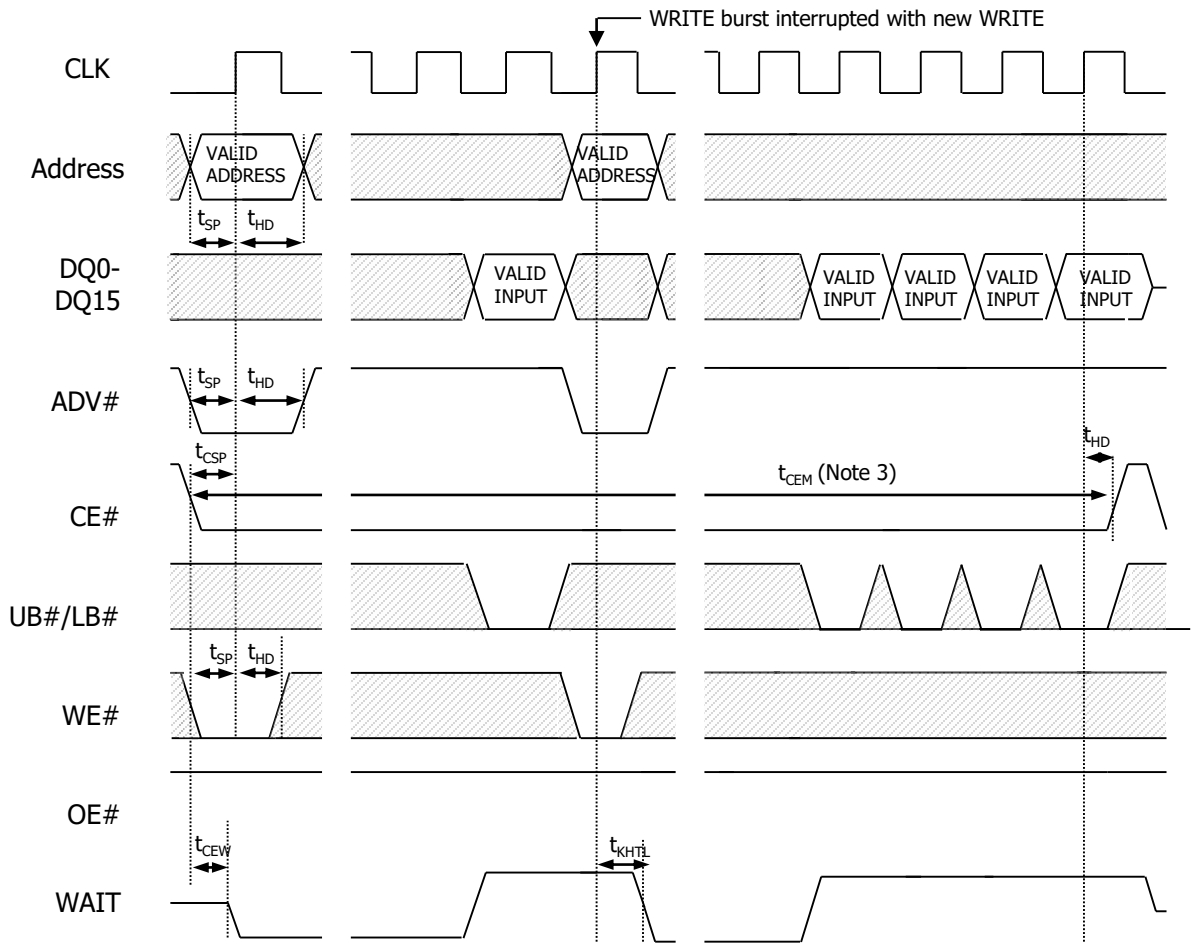 WRITE burst interrupted with new WRITE
CLK
Address
VALID
ADDRESS
VALID
ADDRESS
tSP
tHD
DQ0-
DQ15
VALID
INPUT
VALID
INPUT
VALID
INPUT
VALID
INPUT
VALID
INPUT
ADV#
tSP
tHD
tHD
CE#
tCSP
tCEM (Note 3)
UB#/LB#
tSP
tHD
WE#
OE#
tCEW
tKHTL
WAIT